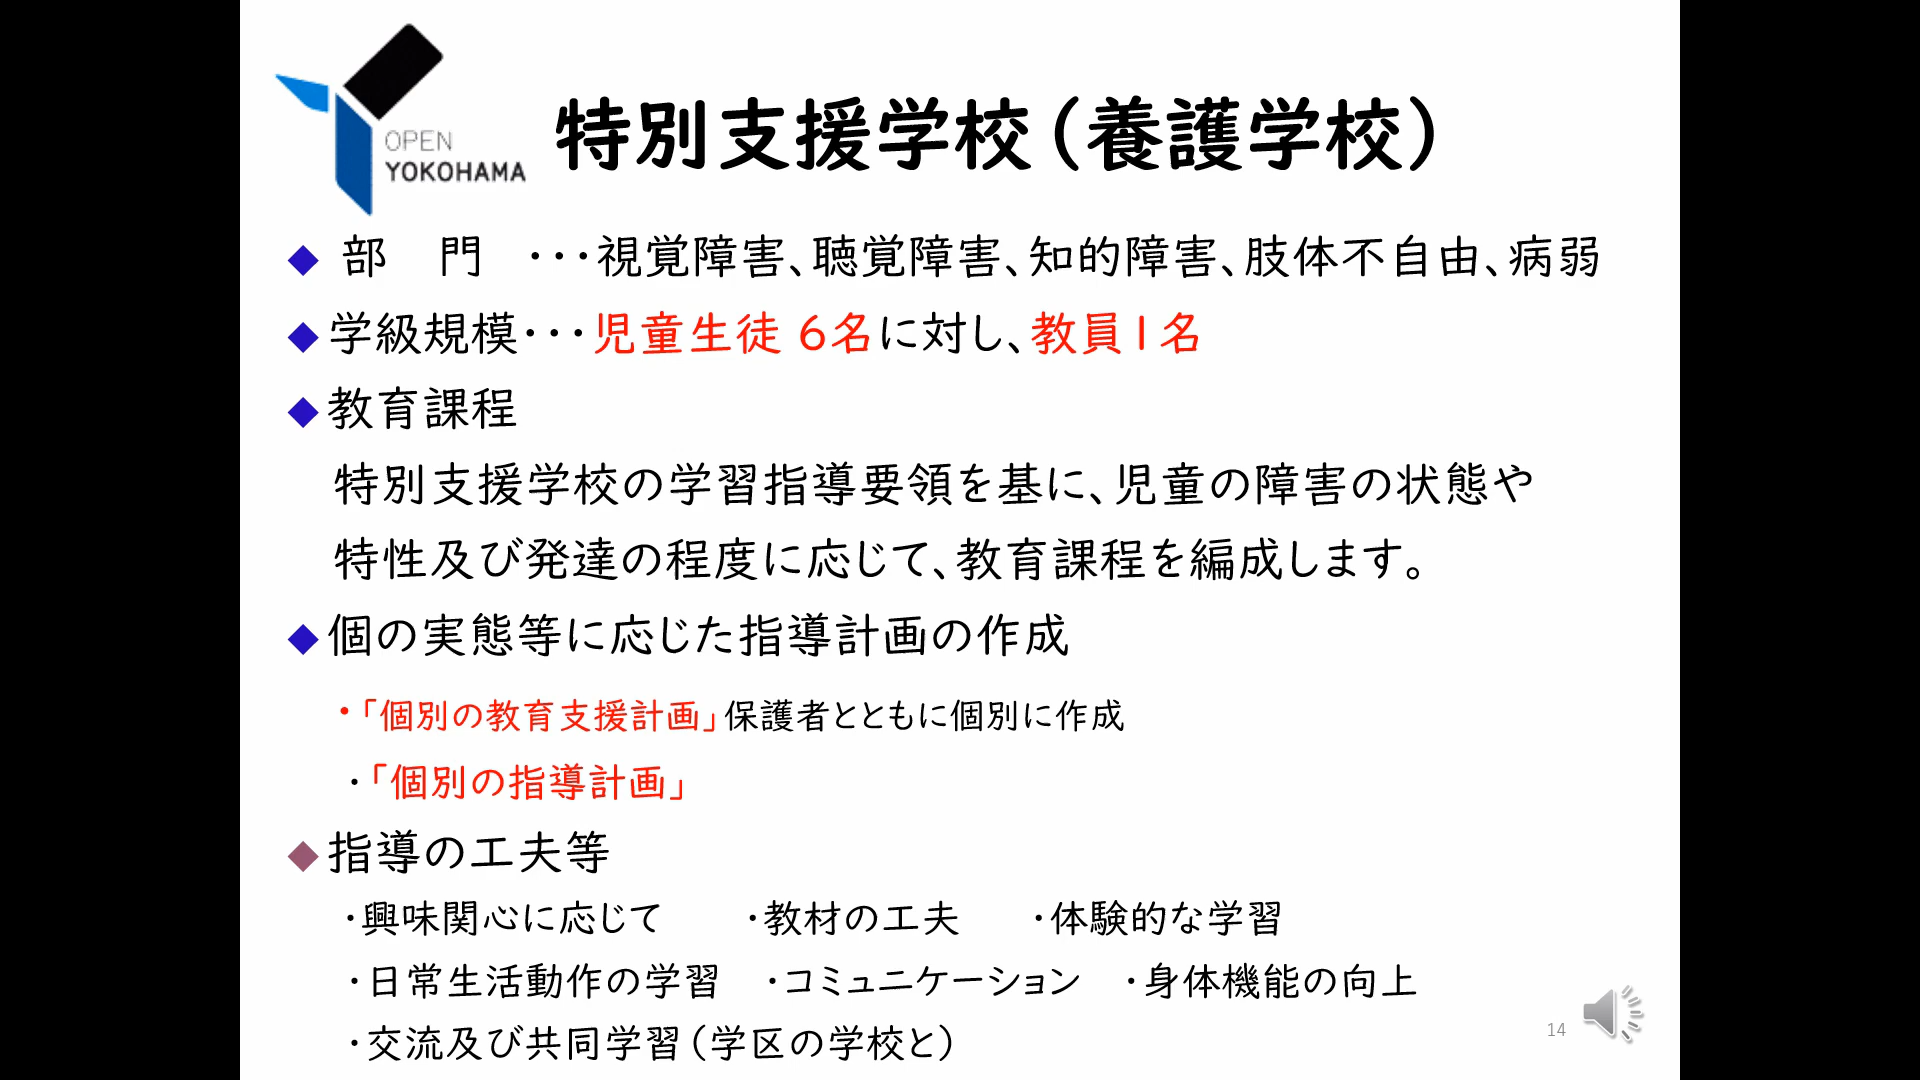 OPEN
YOKOHAMA
特別支援学校(養護学校)
◆ 部　門　・・・視覚障害、聴覚障害、知的障害、肢体不自由、病弱
◆ 学級規模・・・児童生徒 6名に対し、教員1名
◆ 教育課程
特別支援学校の学習指導要領を基に、児童の障害の状態や
特性及び発達の程度に応じて、教育課程を編成します。
◆ 個の実態等に応じた指導計画の作成
・「個別の教育支援計画」保護者とともに個別に作成
・「個別の指導計画」
◆ 指導の工夫等
・興味関心に応じて　・教材の工夫　・体験的な学習
・日常生活動作の学習　・コミュニケーション　・身体機能の向上
・交流及び共同学習(学区の学校と)
14